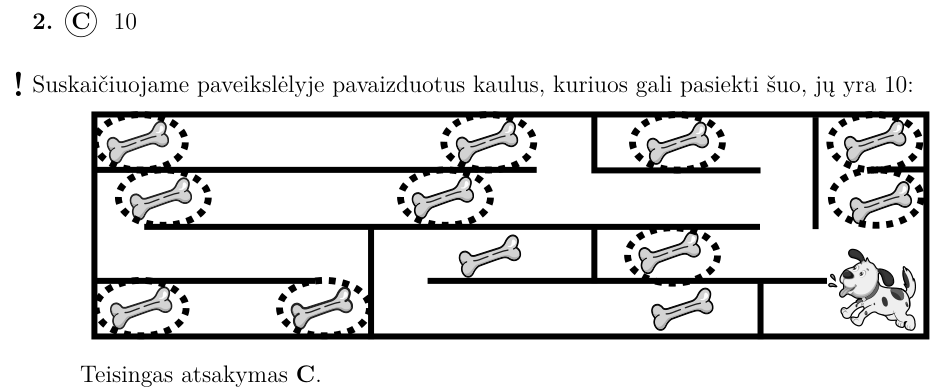 2. C 10
! Suskaičiuojame paveikslėlyje pavaizduotus kaulus, kuriuos gali pasiekti šuo, jų yra 10:
Teisingas atsakymas C.